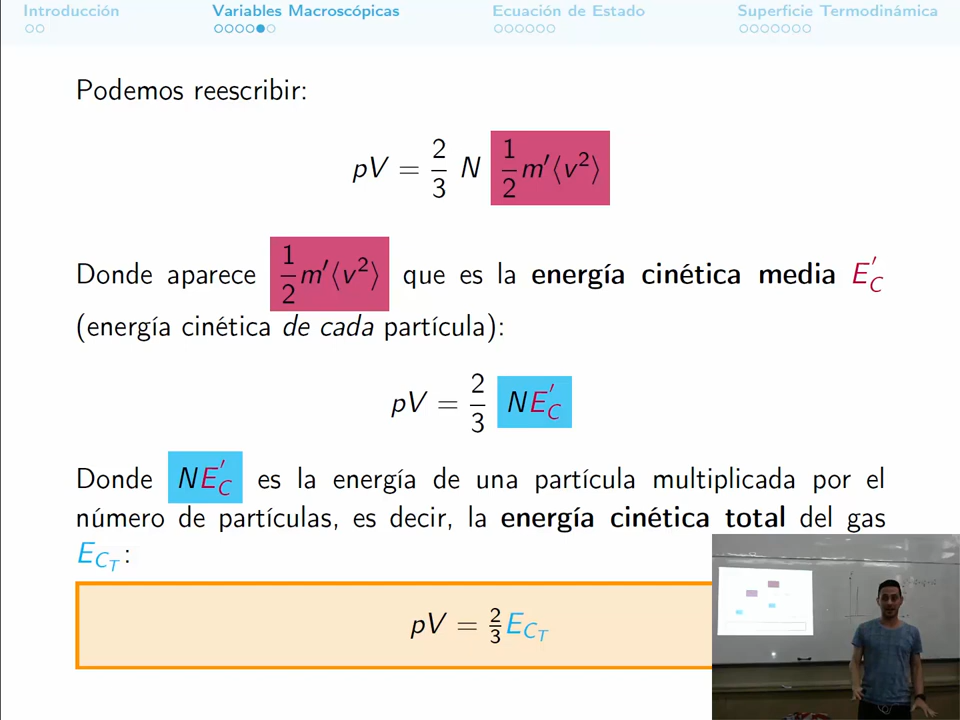 Introducción Variables Macroscópicas Ecuación de Estado Superficie Termodinámica
Podemos reescribir:
pV = 2/3 N 1/2 m′⟨v²⟩
Donde aparece 1/2 m′⟨v²⟩ que es la energía cinética media E′_C
(energía cinética de cada partícula):
pV = 2/3 NE′_C
Donde NE′_C es la energía de una partícula multiplicada por el
número de partículas, es decir, la energía cinética total del gas
E_{C_T}:
pV = 2/3 E_{C_T}